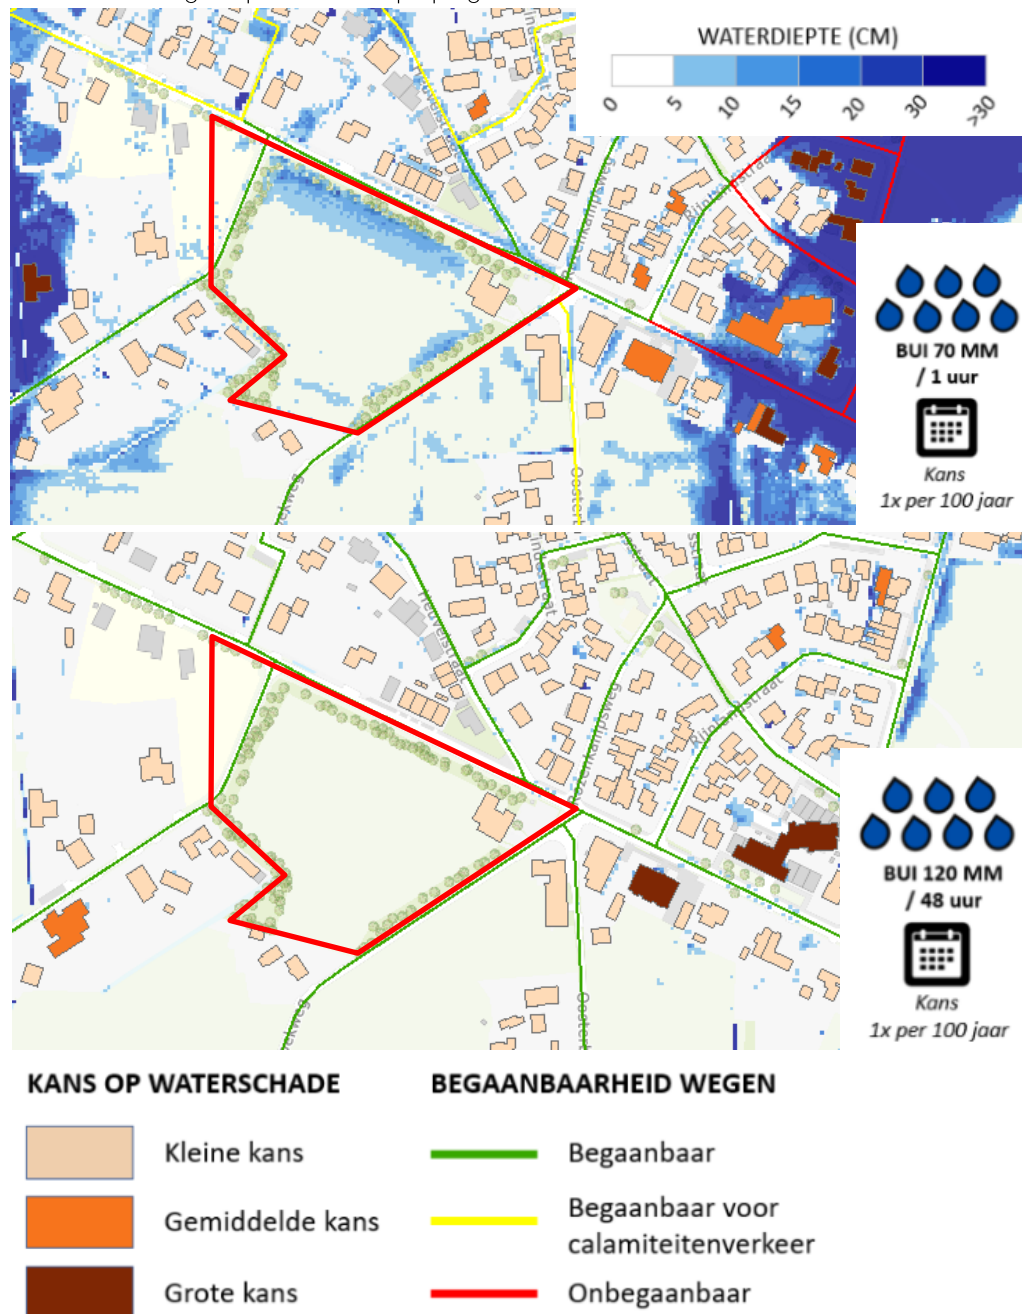 WATERDIEPTE (CM)
0
5
10
15
20
30
>30
BUI 70 MM
/ 1 uur
Kans
1x per 100 jaar
Heuvelstraat
Rijnlandstraat
BUI 120 MM
/ 48 uur
Kans
1x per 100 jaar
KANS OP WATERSCHADE
BEGAANBAARHEID WEGEN
Kleine kans
Begaanbaar
Gemiddelde kans
Begaanbaar voor
calamiteitenverkeer
Grote kans
Onbegaanbaar